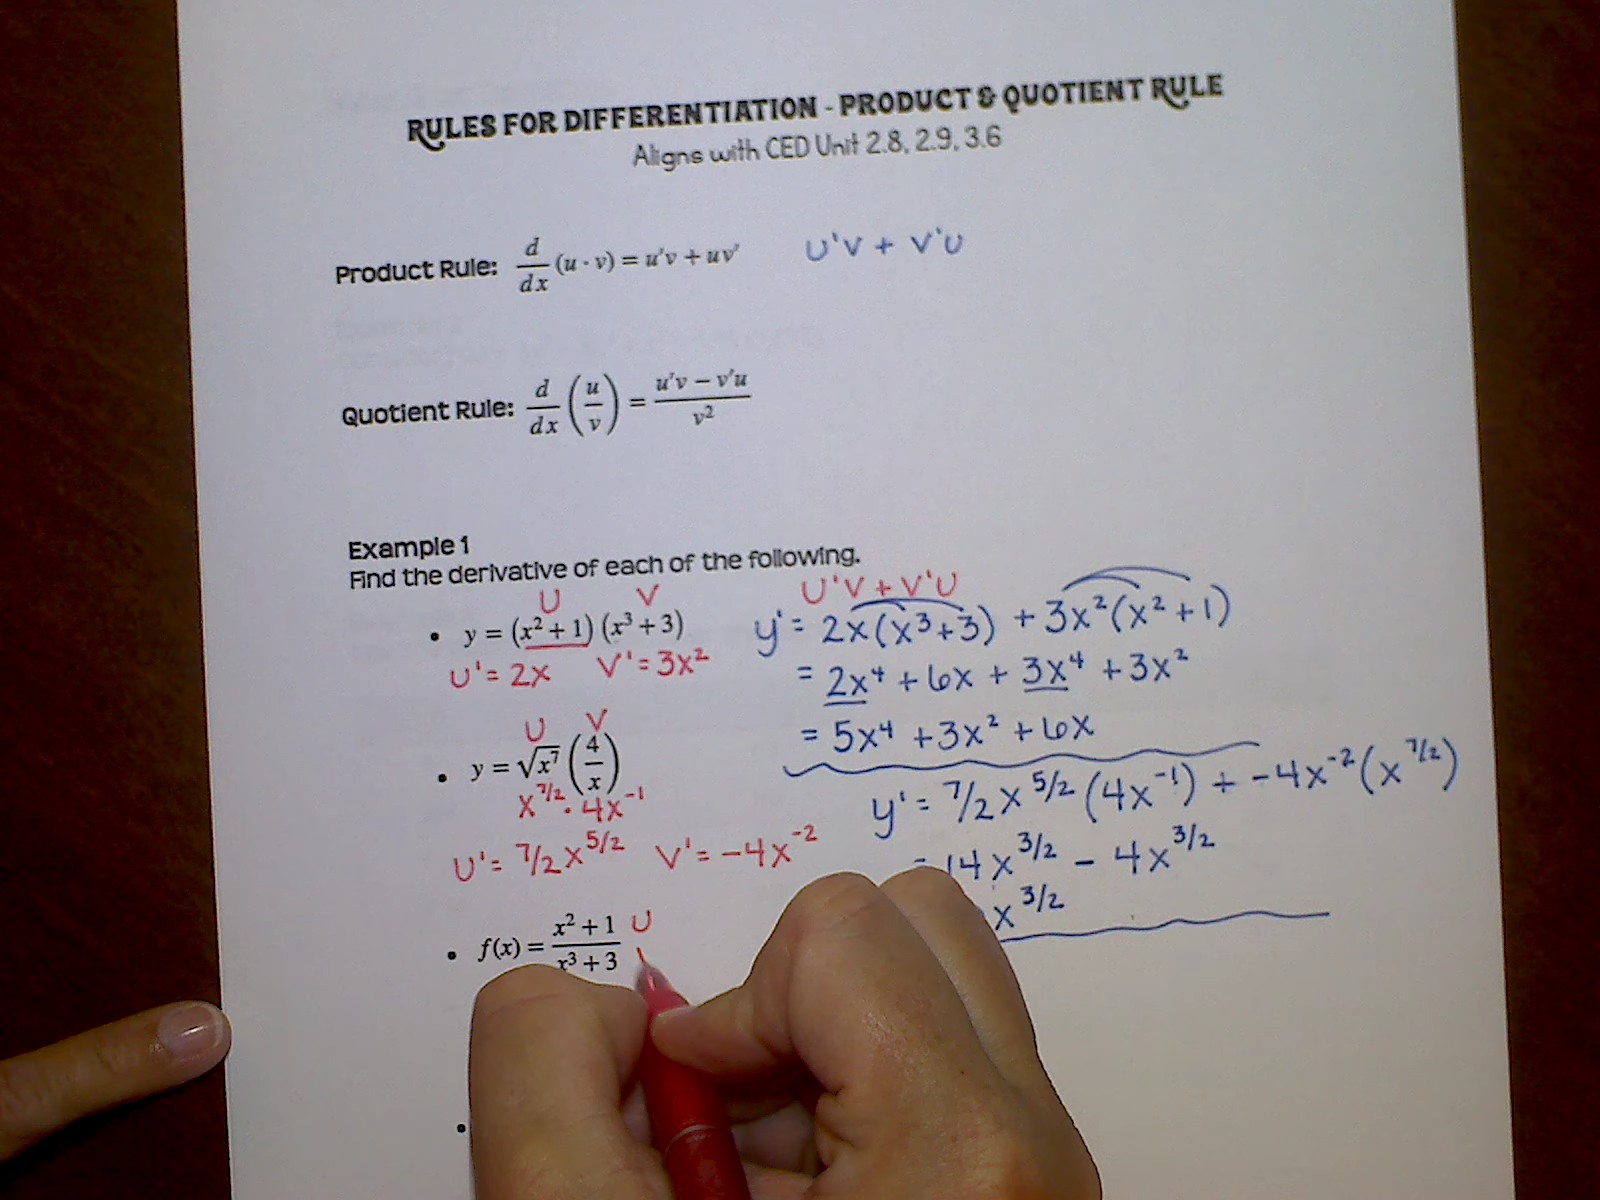 RULES FOR DIFFERENTIATION - PRODUCT & QUOTIENT RULE
Aligns with CED Unit 2.8, 2.9, 3.6
Product Rule: d/dx (u · v) = u'v + uv' U'V + V'U
Quotient Rule: d/dx (u/v) = (u'v − v'u)/v²
Example 1
Find the derivative of each of the following.
U V U'V + V'U
• y = (x² + 1) (x³ + 3) y' = 2x(x³+3) + 3x²(x²+1)
U' = 2x V' = 3x² = 2x⁴ + 6x + 3x⁴ + 3x²
= 5x⁴ + 3x² + 6x
U V
• y = √x⁷ (4/x) y' = 7/2 x^5/2 (4x^-1) + -4x^-2 (x^7/2)
x^7/2 · 4x^-1
U' = 7/2 x^5/2 V' = -4x^-2 = 14x^3/2 - 4x^3/2
x^3/2
• f(x) = (x² + 1)/(x³ + 3) U